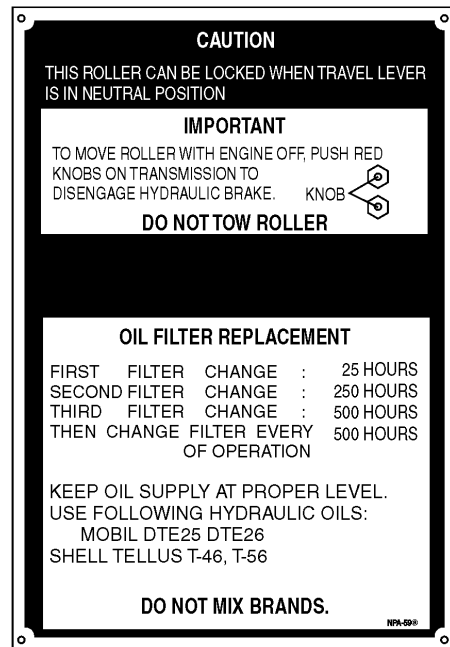 CAUTION
THIS ROLLER CAN BE LOCKED WHEN TRAVEL LEVER
IS IN NEUTRAL POSITION
IMPORTANT
TO MOVE ROLLER WITH ENGINE OFF, PUSH RED
KNOBS ON TRANSMISSION TO
DISENGAGE HYDRAULIC BRAKE. KNOB
DO NOT TOW ROLLER
OIL FILTER REPLACEMENT
FIRST FILTER CHANGE : 25 HOURS
SECOND FILTER CHANGE : 250 HOURS
THIRD FILTER CHANGE : 500 HOURS
THEN CHANGE FILTER EVERY 500 HOURS
OF OPERATION
KEEP OIL SUPPLY AT PROPER LEVEL.
USE FOLLOWING HYDRAULIC OILS:
MOBIL DTE25 DTE26
SHELL TELLUS T-46, T-56
DO NOT MIX BRANDS.
NPA-59®